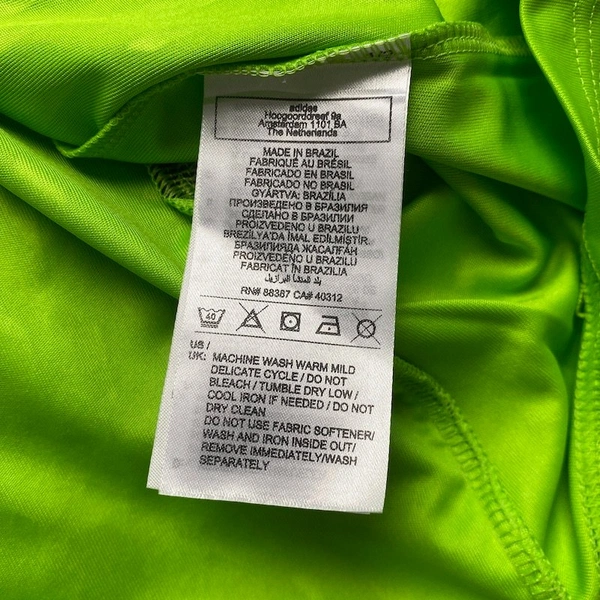 adidas
Hoogoorddreef 9a
Amsterdam 1101 BA
The Netherlands
MADE IN BRAZIL
FABRIQUÉ AU BRÉSIL
FABRICADO EN BRASIL
FABRICADO NO BRASIL
GYÁRTVA: BRAZÍLIA
ПРОИЗВЕДЕНО В БРАЗИЛИЯ
СДЕЛАНО В БРАЗИЛИИ
PROIZVEDENO U BRAZILU
BREZİLYA'DA İMAL EDİLMİŞTİR.
БРАЗИЛИЯДА ЖАСАЛҒАН
PROIZVEDENO U BRAZILU
FABRICAT ÎN BRAZILIA
بلد المنشأ البرازيل
RN# 88387 CA# 40312
40
US /
UK: MACHINE WASH WARM MILD
DELICATE CYCLE / DO NOT
BLEACH / TUMBLE DRY LOW /
COOL IRON IF NEEDED / DO NOT
DRY CLEAN
DO NOT USE FABRIC SOFTENER/
WASH AND IRON INSIDE OUT/
REMOVE IMMEDIATELY/WASH
SEPARATELY